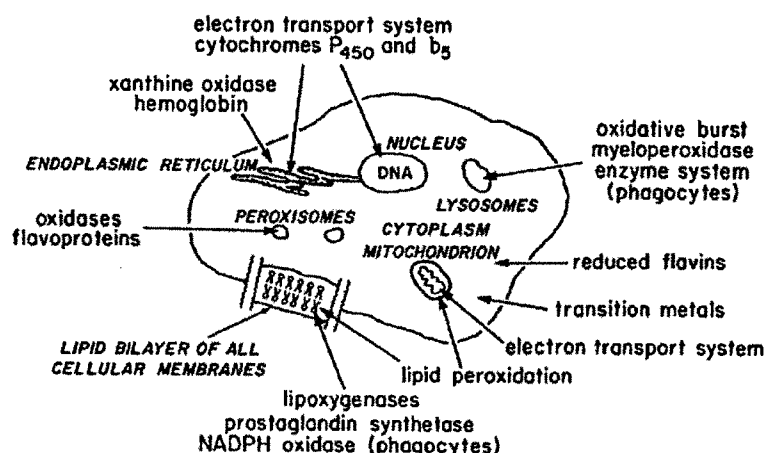 electron transport system
cytochromes P450 and b5
xanthine oxidase
hemoglobin
NUCLEUS
DNA
ENDOPLASMIC RETICULUM
oxidative burst
myeloperoxidase
enzyme system
(phagocytes)
LYSOSOMES
oxidases
flavoproteins
PEROXISOMES
CYTOPLASM
MITOCHONDRION
reduced flavins
transition metals
electron transport system
LIPID BILAYER OF ALL
CELLULAR MEMBRANES
lipid peroxidation
lipoxygenases
prostaglandin synthetase
NADPH oxidase (phagocytes)